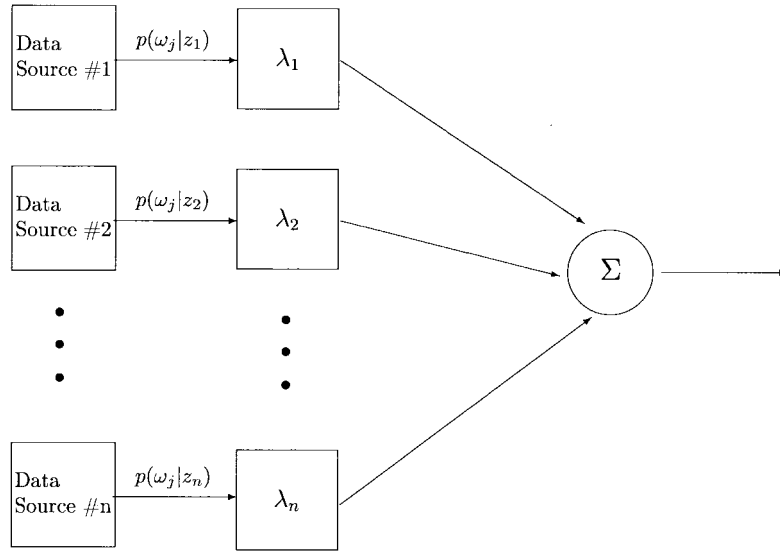 Data
Source #1
p(ω_j|z_1)
λ_1
Data
Source #2
p(ω_j|z_2)
λ_2
Σ
Data
Source #n
p(ω_j|z_n)
λ_n